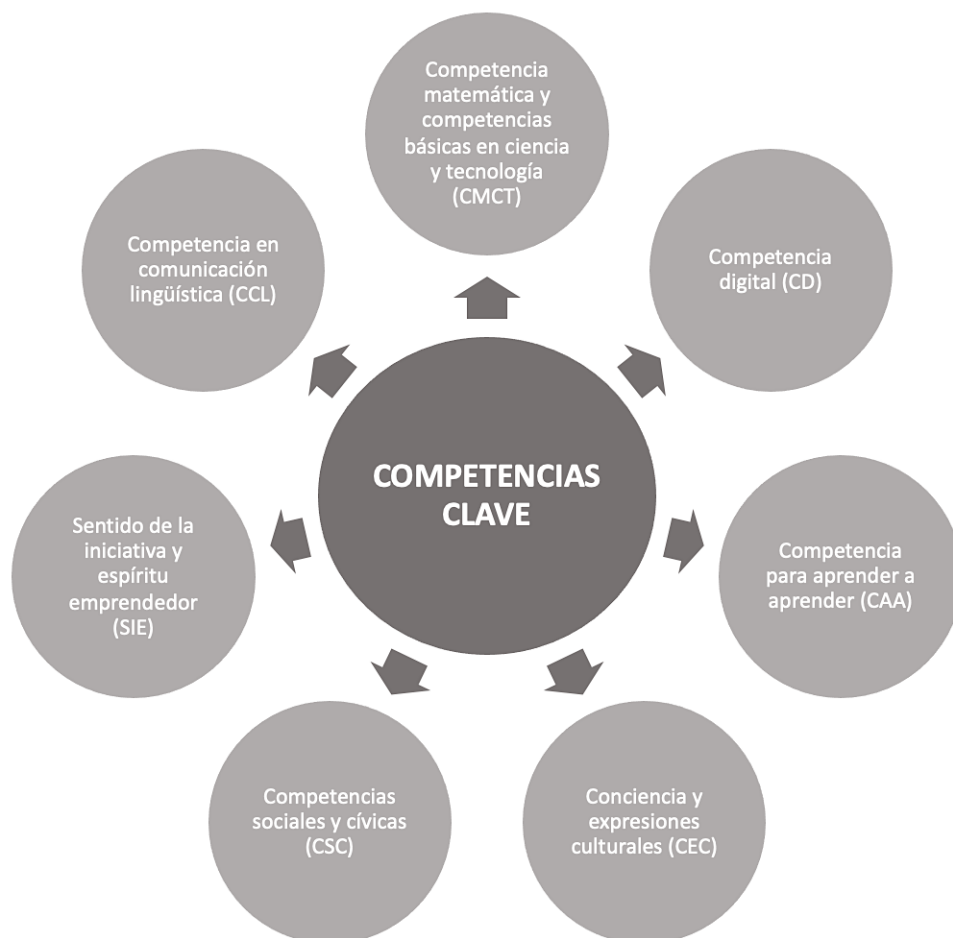 Competencia
matemática y
competencias
básicas en ciencia
y tecnología
(CMCT)
Competencia
digital (CD)
Competencia
para aprender a
aprender (CAA)
Conciencia y
expresiones
culturales (CEC)
Competencias
sociales y cívicas
(CSC)
Sentido de la
iniciativa y
espíritu
emprendedor
(SIE)
Competencia en
comunicación
lingüística (CCL)
COMPETENCIAS
CLAVE